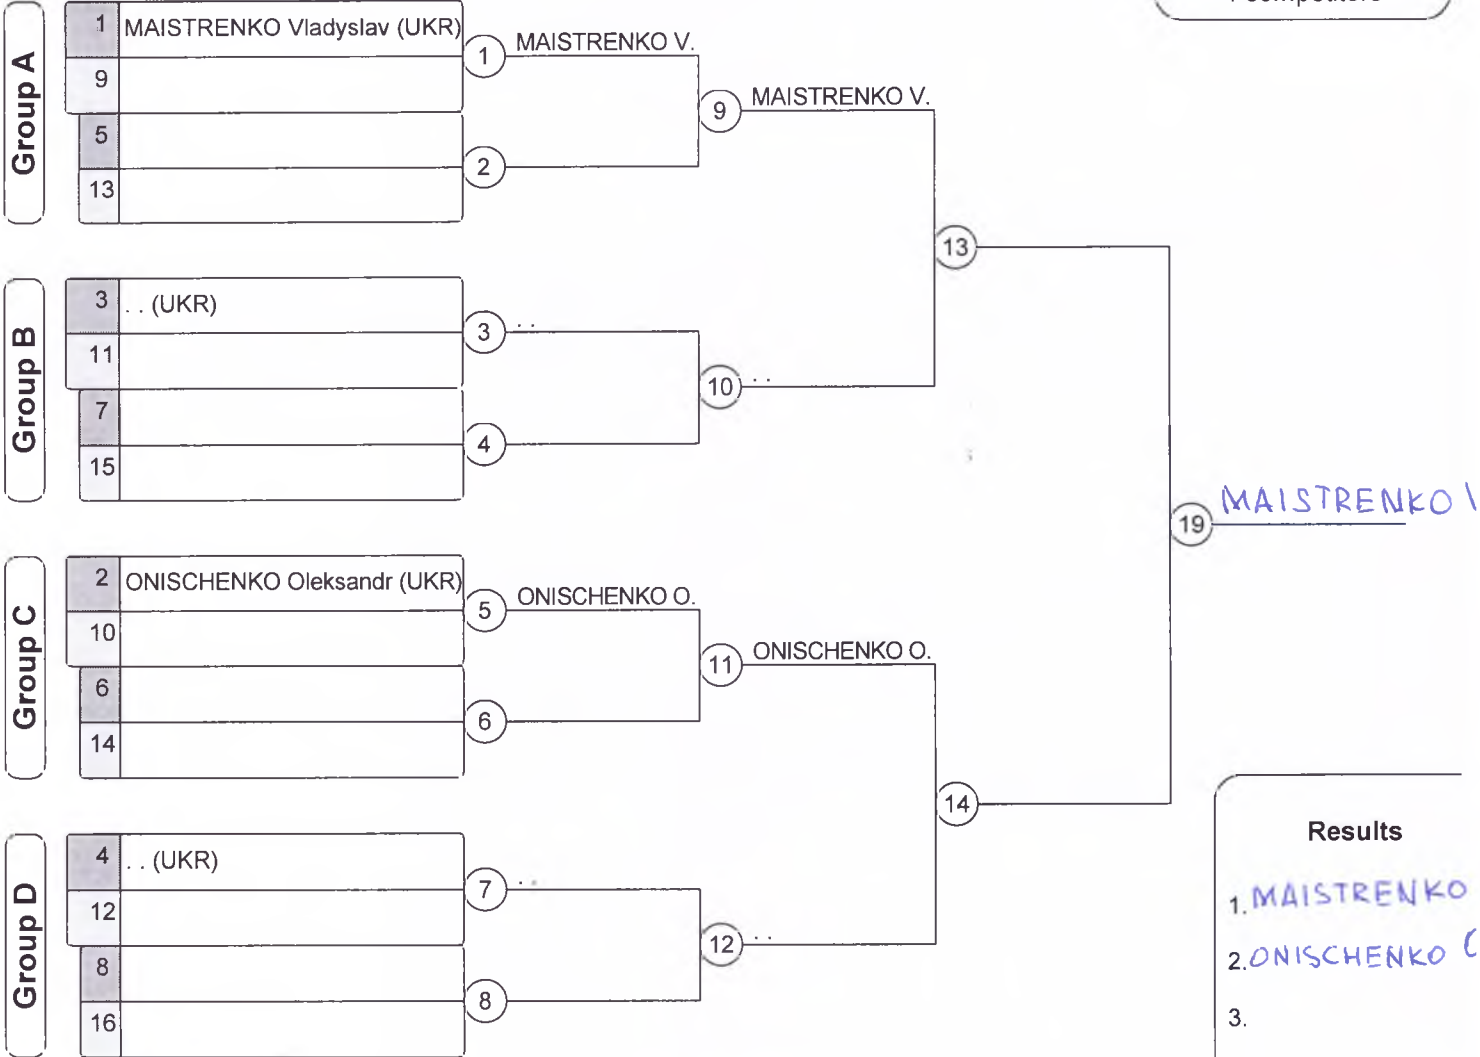 competitors
Group A
1 MAISTRENKO Vladyslav (UKR)
9
5
13
1 MAISTRENKO V.
2
9 MAISTRENKO V.
Group B
3 . . (UKR)
11
7
15
3 . .
4
10 . .
13
Group C
2 ONISCHENKO Oleksandr (UKR)
10
6
14
5 ONISCHENKO O.
6
11 ONISCHENKO O.
Group D
4 . . (UKR)
12
8
16
7 . .
8
12 . .
14
19 MAISTRENKO
Results
1. MAISTRENKO
2. ONISCHENKO
3.